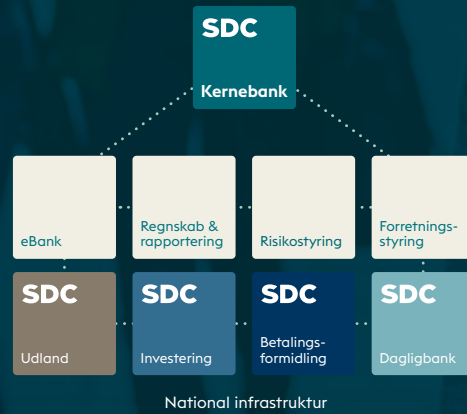 SDC
Kernebank
eBank
Regnskab &
rapportering
Risikostyring
Forretnings-
styring
SDC
Udland
SDC
Investering
SDC
Betalings-
formidling
SDC
Dagligbank
National infrastruktur